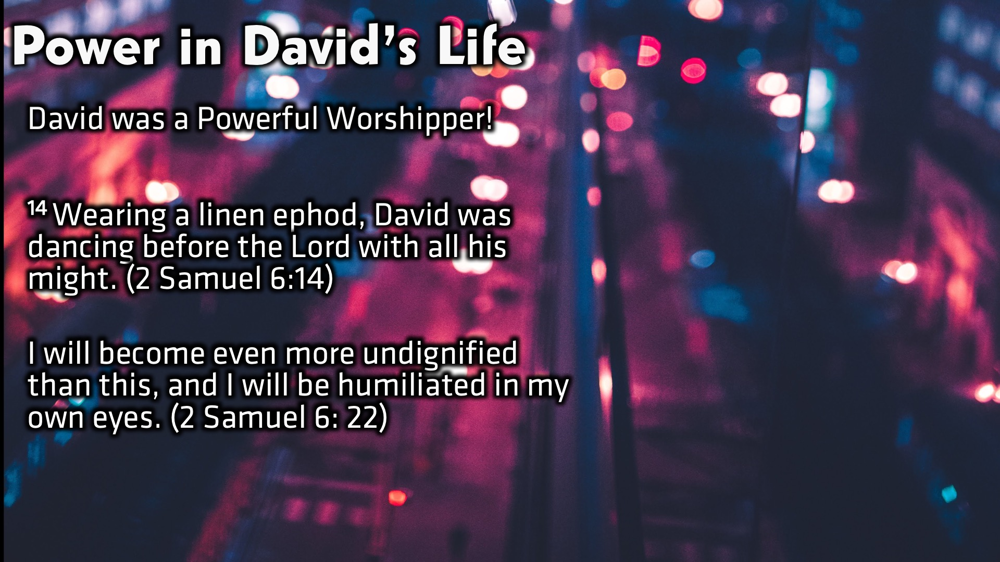 Power in David’s Life
David was a Powerful Worshipper!
¹⁴ Wearing a linen ephod, David was
dancing before the Lord with all his
might. (2 Samuel 6:14)
I will become even more undignified
than this, and I will be humiliated in my
own eyes. (2 Samuel 6: 22)